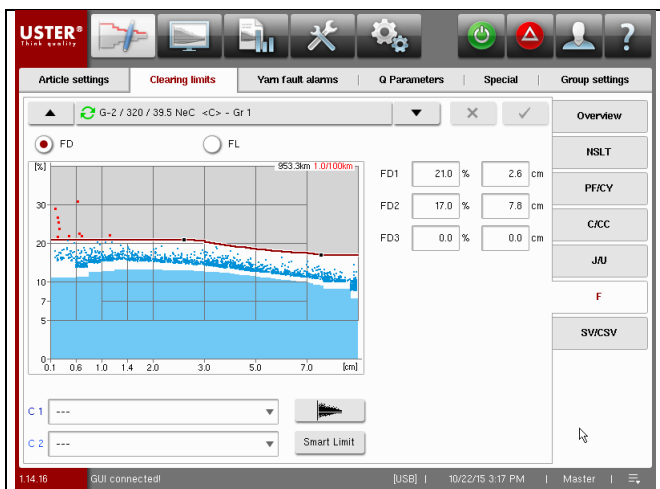 USTER®
Think quality
?
Article settings
Clearing limits
Yarn fault alarms
Q Parameters
Special
Group settings
G-2 / 320 / 39.5 NeC <C> - Gr 1
FD
FL
[%]
953.3km 1.0/100km
30
20
10
7
5
0
0.1 0.6 1.0 1.4 2.0 3.0 5.0 7.0 [cm]
FD1 21.0 % 2.6 cm
FD2 17.0 % 7.8 cm
FD3 0.0 % 0.0 cm
Overview
NSLT
PF/CY
C/CC
J/U
F
SV/CSV
C 1 ---
C 2 ---
Smart Limit
1.14.16 GUI connected! [USB] | 10/22/15 3:17 PM | Master |